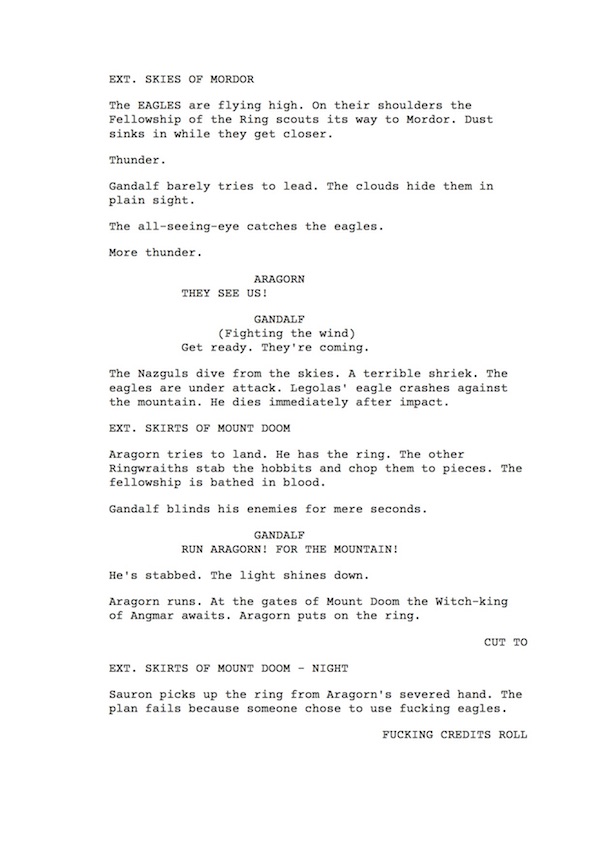 EXT. SKIES OF MORDOR
The EAGLES are flying high. On their shoulders the
Fellowship of the Ring scouts its way to Mordor. Dust
sinks in while they get closer.
Thunder.
Gandalf barely tries to lead. The clouds hide them in
plain sight.
The all-seeing-eye catches the eagles.
More thunder.
ARAGORN
THEY SEE US!
GANDALF
(Fighting the wind)
Get ready. They're coming.
The Nazguls dive from the skies. A terrible shriek. The
eagles are under attack. Legolas' eagle crashes against
the mountain. He dies immediately after impact.
EXT. SKIRTS OF MOUNT DOOM
Aragorn tries to land. He has the ring. The other
Ringwraiths stab the hobbits and chop them to pieces. The
fellowship is bathed in blood.
Gandalf blinds his enemies for mere seconds.
GANDALF
RUN ARAGORN! FOR THE MOUNTAIN!
He's stabbed. The light shines down.
Aragorn runs. At the gates of Mount Doom the Witch-king
of Angmar awaits. Aragorn puts on the ring.
CUT TO
EXT. SKIRTS OF MOUNT DOOM - NIGHT
Sauron picks up the ring from Aragorn's severed hand. The
plan fails because someone chose to use fucking eagles.
FUCKING CREDITS ROLL